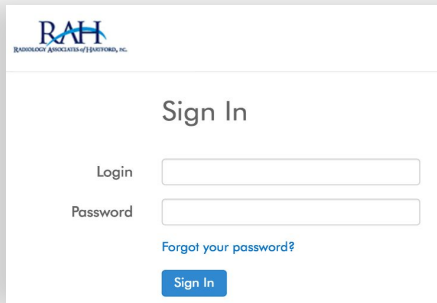 RAH
RADIOLOGY ASSOCIATES of HARTFORD, P.C.
Sign In
Login
Password
Forgot your password?
Sign In